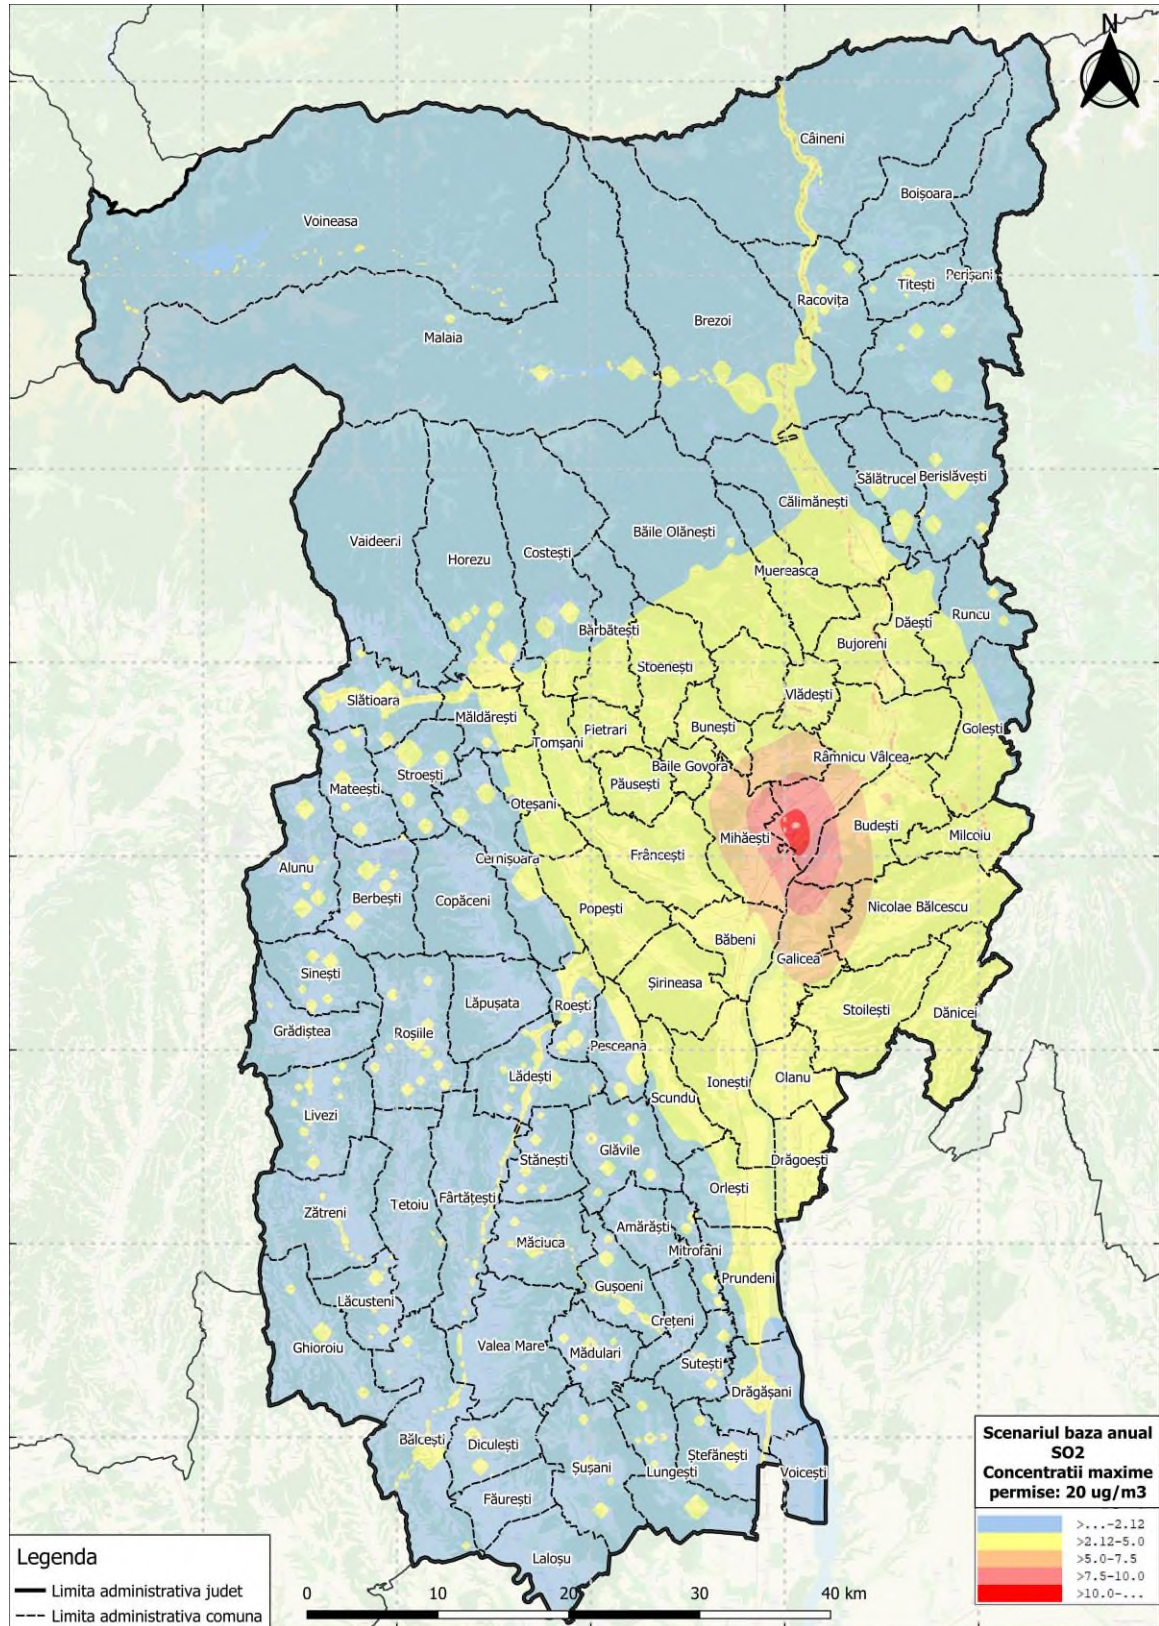 N
Câineni
Boișoara
Voineasa
Titești
Perișani
Racovița
Brezoi
Malaia
Sălătrucel
Berislăvești
Călimănești
Băile Olănești
Vaideeni
Horezu
Costești
Muereasca
Runcu
Dăești
Bărbătești
Bujoreni
Stoenești
Vlădești
Slătioara
Măldărești
Pietrari
Bunești
Golești
Tomșani
Râmnicu Vâlcea
Băile Govora
Stroești
Mateești
Păusești
Oteșani
Mihăești
Budești
Milcoiu
Frâncești
Cernișoara
Alunu
Berbești
Copăceni
Popești
Nicolae Bălcescu
Băbeni
Galicea
Sinești
Șirineasa
Lăpușata
Roești
Stoilești
Dănicei
Grădiștea
Roșiile
Pesceana
Lădești
Ionești
Olanu
Scundu
Livezi
Glăvile
Stănești
Drăgoești
Orlești
Zătreni
Tetoiu
Fârtățești
Amărăști
Măciuca
Mitrofani
Prundeni
Gușoeni
Lăcusteni
Crețeni
Ghioroiu
Valea Mare
Mădulari
Sutești
Drăgășani
Bălcești
Diculești
Ștefănești
Șușani
Lungești
Voicești
Făurești
Laloșu
Scenariul baza anual
SO2
Concentratii maxime
permise: 20 ug/m3
>...-2.12
>2.12-5.0
>5.0-7.5
>7.5-10.0
>10.0-...
Legenda
Limita administrativa judet
Limita administrativa comuna
0 10 20 30 40 km